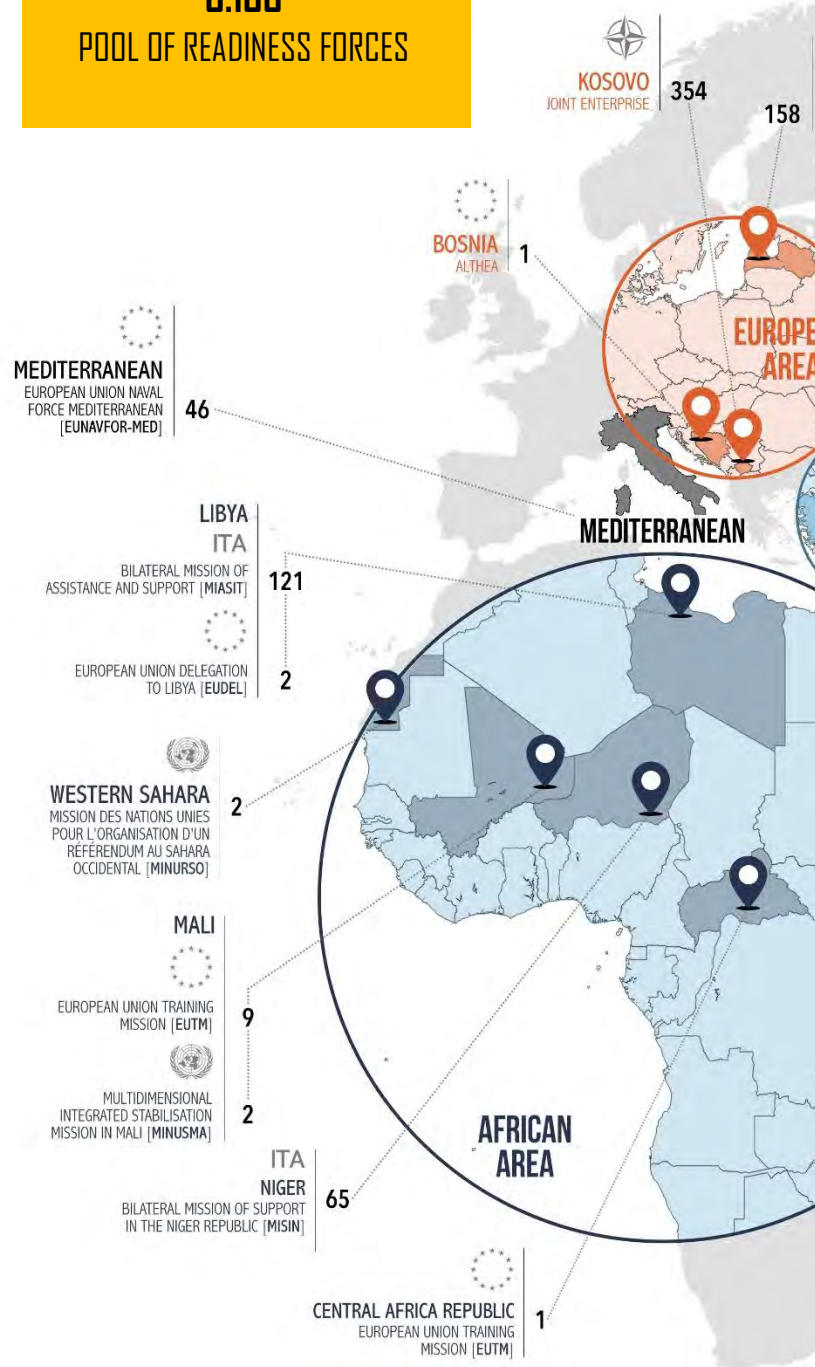 POOL OF READINESS FORCES
KOSOVO
JOINT ENTERPRISE
354
158
BOSNIA
ALTHEA
1
MEDITERRANEAN
EUROPEAN UNION NAVAL
FORCE MEDITERRANEAN
[EUNAVFOR-MED]
46
AREA
MEDITERRANEAN
LIBYA
ITA
BILATERAL MISSION OF
ASSISTANCE AND SUPPORT [MIASIT]
121
EUROPEAN UNION DELEGATION
TO LIBYA [EUDEL]
2
WESTERN SAHARA
MISSION DES NATIONS UNIES
POUR L'ORGANISATION D'UN
RÉFÉRENDUM AU SAHARA
OCCIDENTAL [MINURSO]
2
MALI
EUROPEAN UNION TRAINING
MISSION [EUTM]
9
MULTIDIMENSIONAL
INTEGRATED STABILISATION
MISSION IN MALI [MINUSMA]
2
AFRICAN
AREA
ITA
NIGER
BILATERAL MISSION OF SUPPORT
IN THE NIGER REPUBLIC [MISIN]
65
CENTRAL AFRICA REPUBLIC
EUROPEAN UNION TRAINING
MISSION [EUTM]
1